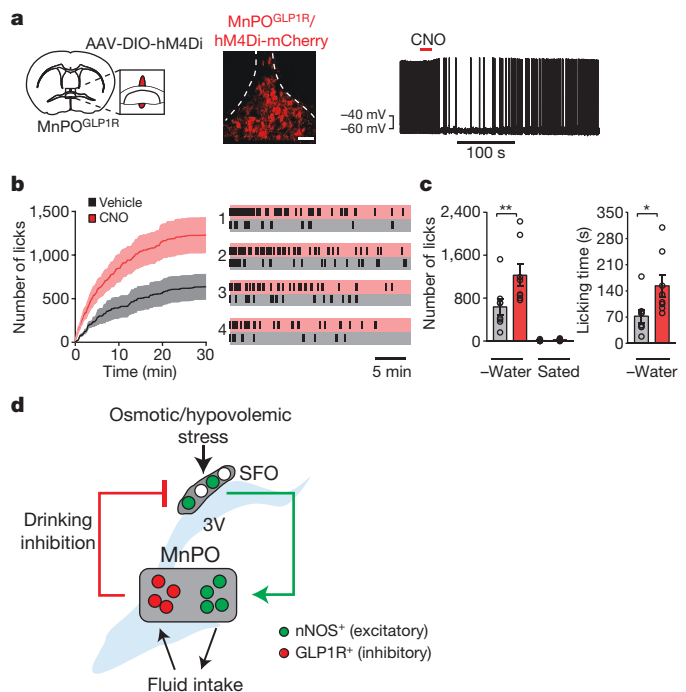 a
AAV-DIO-hM4Di
MnPO^GLP1R
MnPO^GLP1R/
hM4Di-mCherry
CNO
–40 mV
–60 mV
100 s
b
Vehicle
CNO
Number of licks
1,500
1,000
500
0
0 10 20 30
Time (min)
1
2
3
4
5 min
c
Number of licks
2,400
1,600
800
0
**
–Water Sated
Licking time (s)
350
280
210
140
70
0
*
–Water
d
Osmotic/hypovolemic
stress
SFO
3V
Drinking
inhibition
MnPO
nNOS⁺ (excitatory)
GLP1R⁺ (inhibitory)
Fluid intake